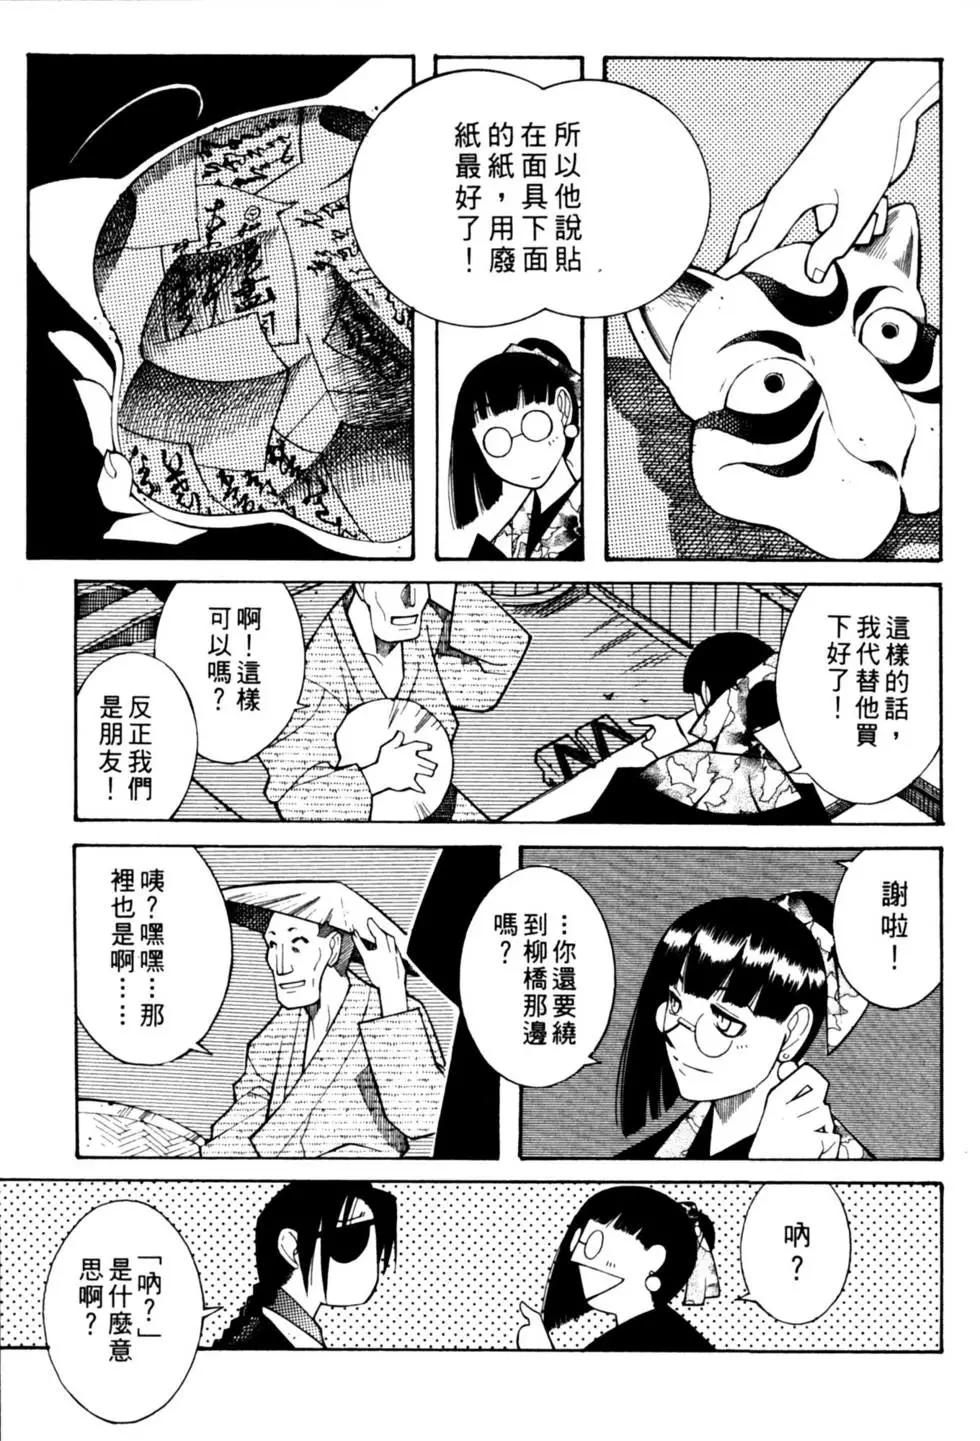 所以他說貼
在面具下面
的紙，用廢
紙最好了！
這樣的話，
我代替他買
下好了！
啊！這樣
可以嗎？
反正我們
是朋友！
謝啦！
…你還要繞
到柳橋那邊
嗎？
咦？嘿嘿…那
裡也是啊……
吶？
「吶？」
是什麼意
思啊？